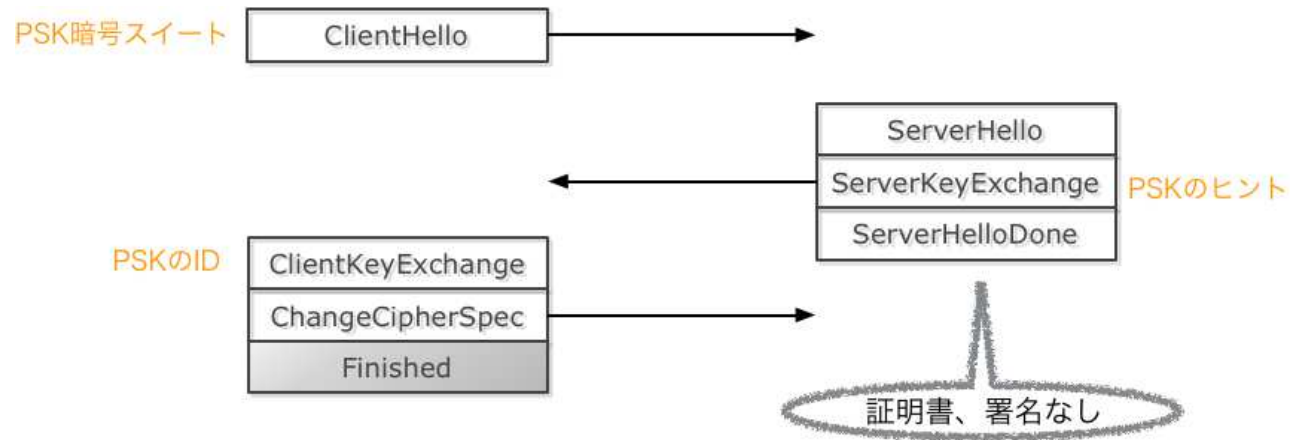 PSK暗号スイート
ClientHello
ServerHello
ServerKeyExchange
PSKのヒント
ServerHelloDone
PSKのID
ClientKeyExchange
ChangeCipherSpec
Finished
証明書、署名なし